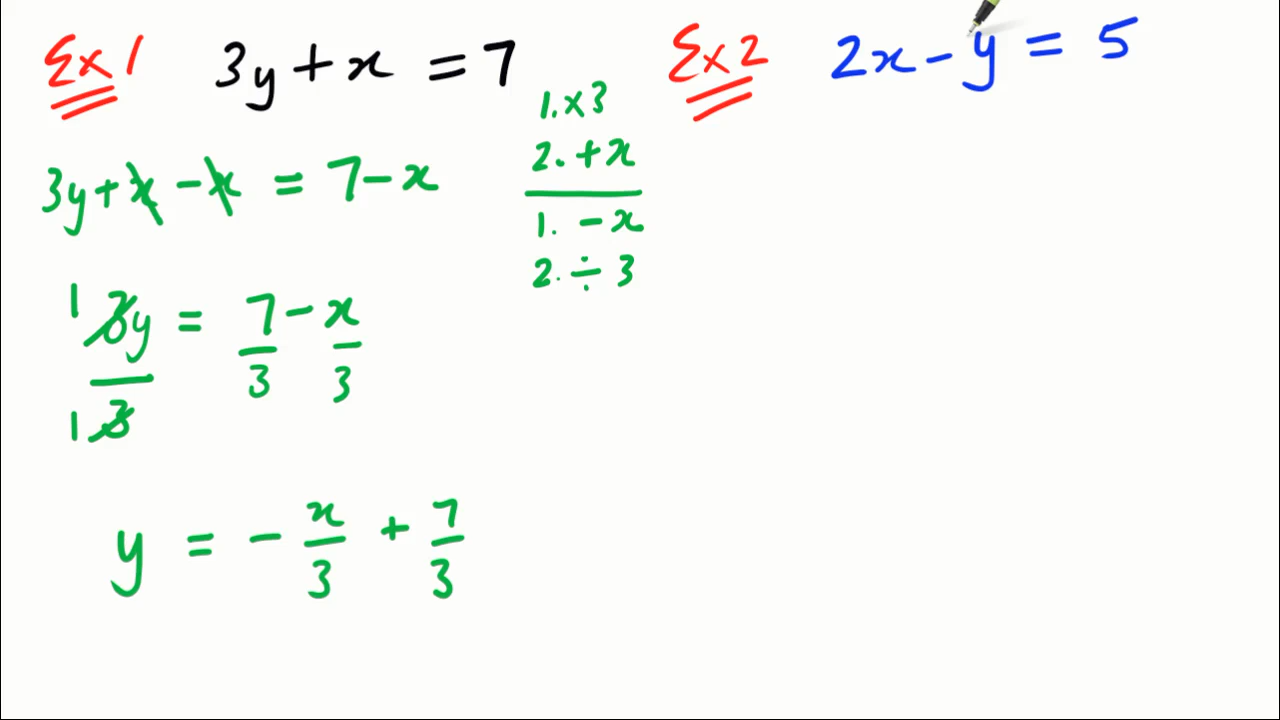 Ex 1 3y + x = 7
1. x 3
2. + x
1. - x
2. ÷ 3
3y + x - x = 7 - x
1 3y = 7 - x
1 3 3 3
y = - x/3 + 7/3
Ex 2 2x - y = 5